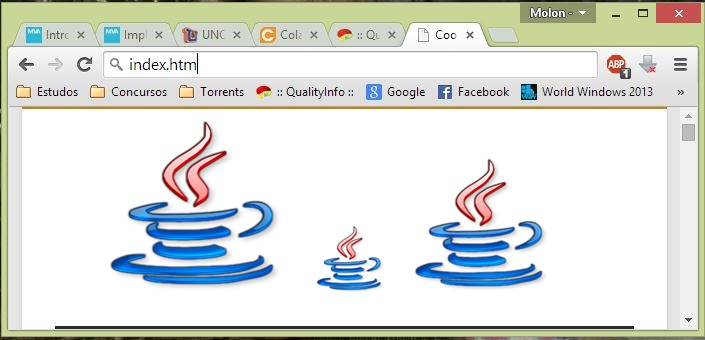 Molon -
Intro
Impl
UNC
Cola
:: Qu
Coo
index.htm
ABP
1
Estudos
Concursos
Torrents
:: QualityInfo ::
Google
Facebook
World Windows 2013
»